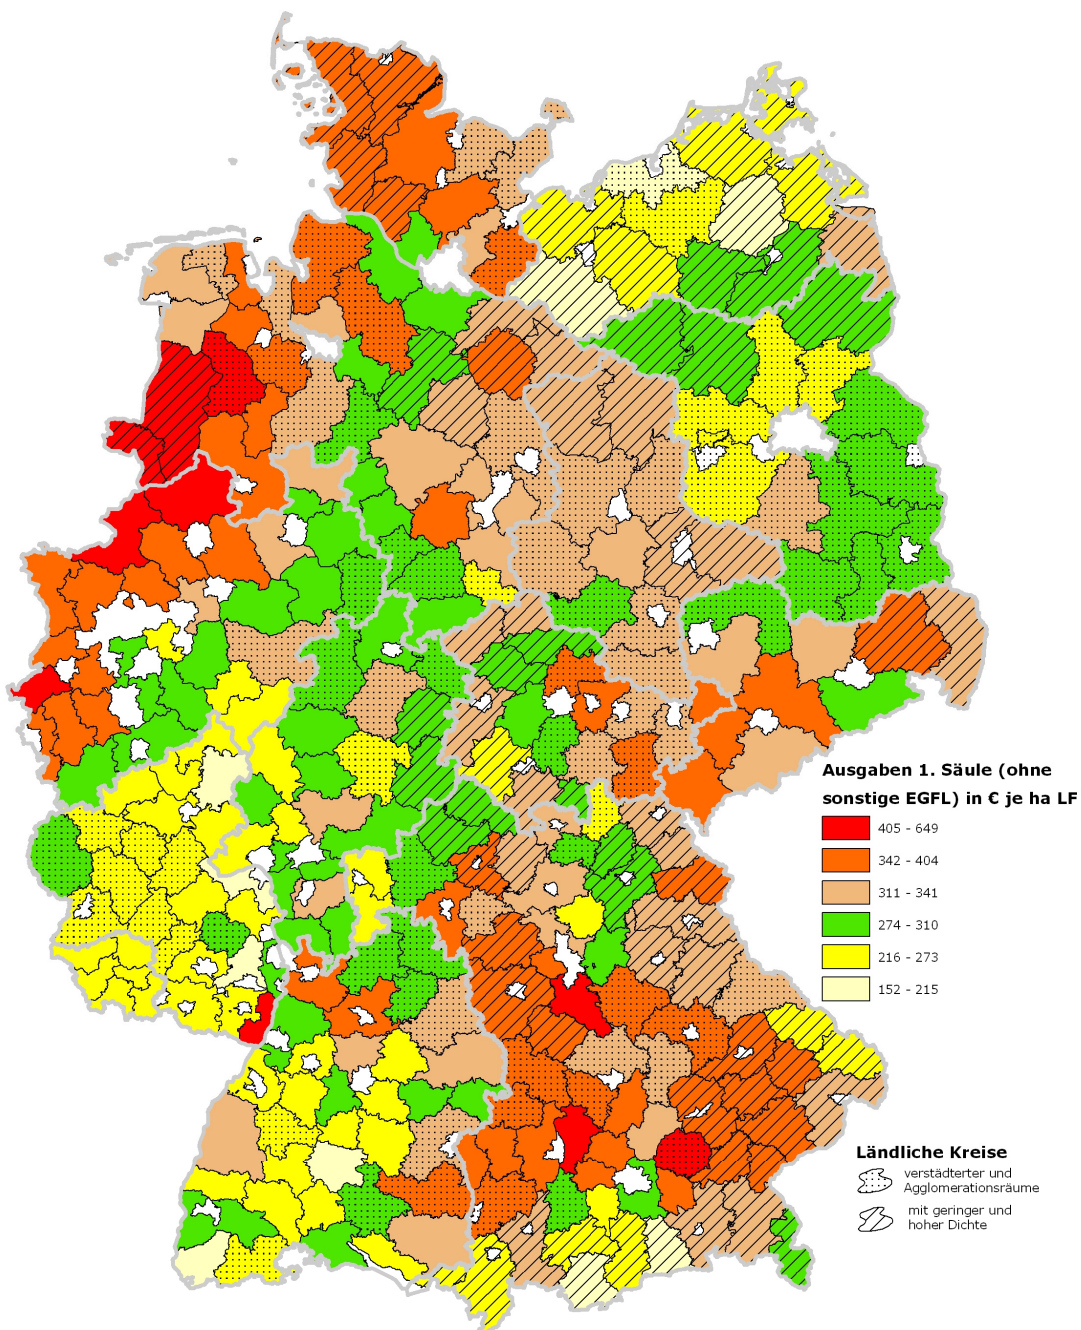 Ausgaben 1. Säule (ohne
sonstige EGFL) in € je ha LF
405 - 649
342 - 404
311 - 341
274 - 310
216 - 273
152 - 215
Ländliche Kreise
verstädterter und
Agglomerationsräume
mit geringer und
hoher Dichte